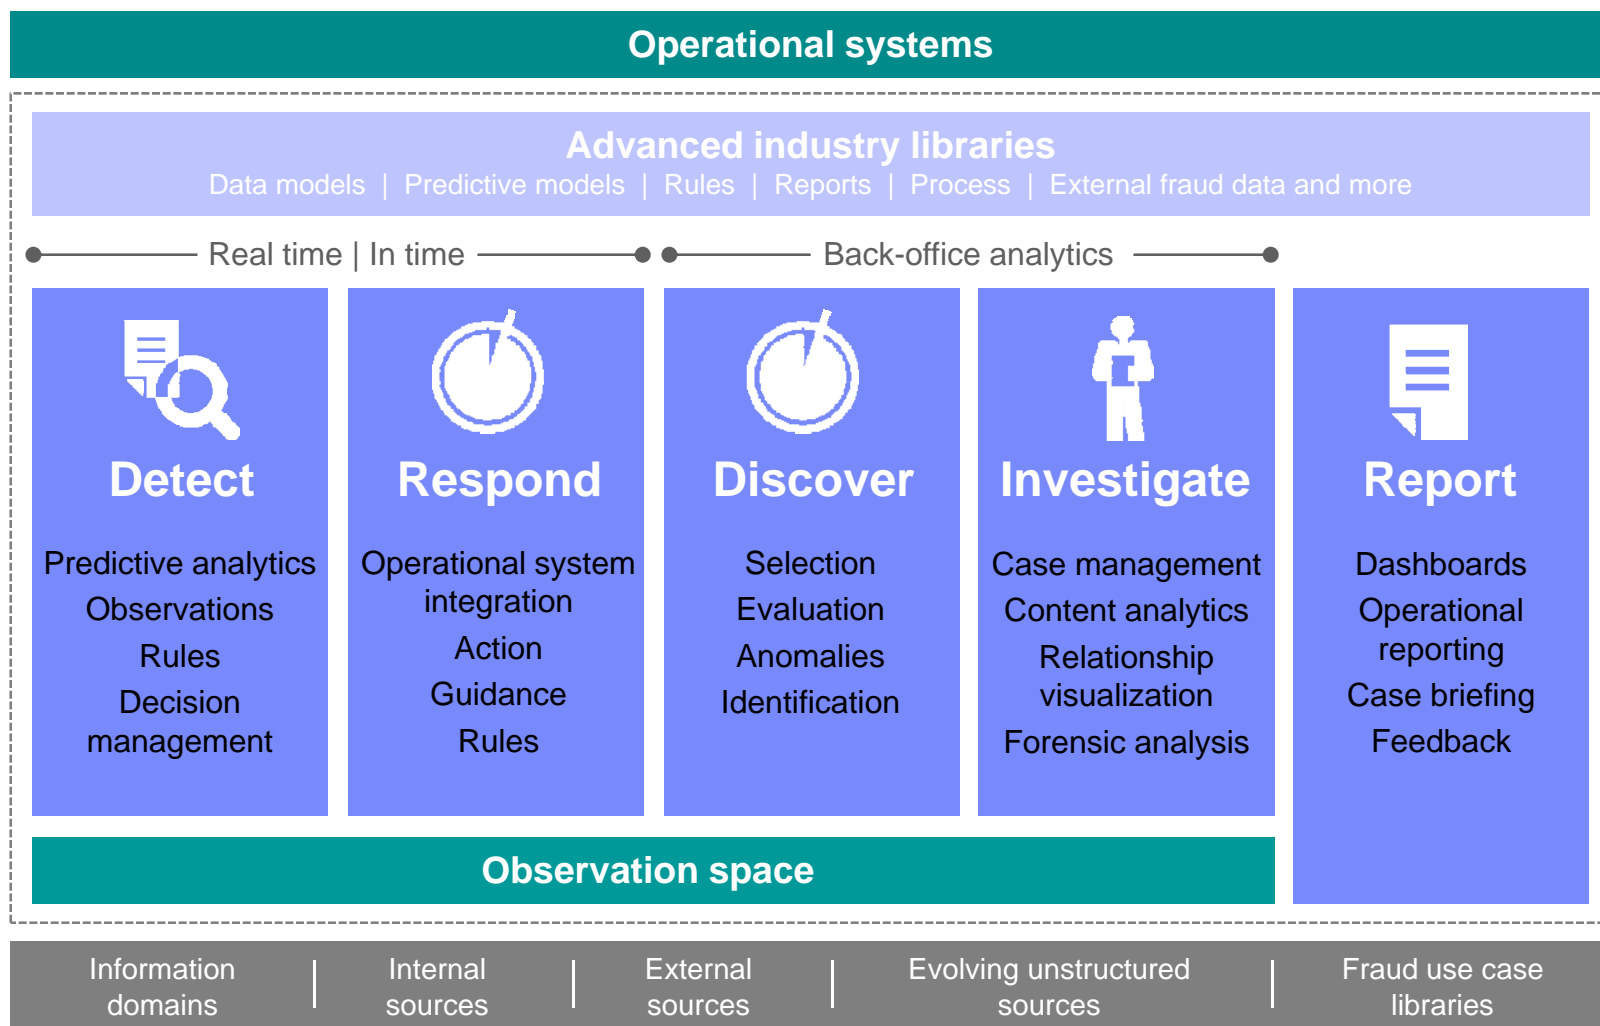 Operational systems
Advanced industry libraries
Data models | Predictive models | Rules | Reports | Process | External fraud data and more
Real time | In time
Back-office analytics
Detect
Predictive analytics
Observations
Rules
Decision
management
Respond
Operational system
integration
Action
Guidance
Rules
Discover
Selection
Evaluation
Anomalies
Identification
Investigate
Case management
Content analytics
Relationship
visualization
Forensic analysis
Report
Dashboards
Operational
reporting
Case briefing
Feedback
Observation space
Information
domains
Internal
sources
External
sources
Evolving unstructured
sources
Fraud use case
libraries